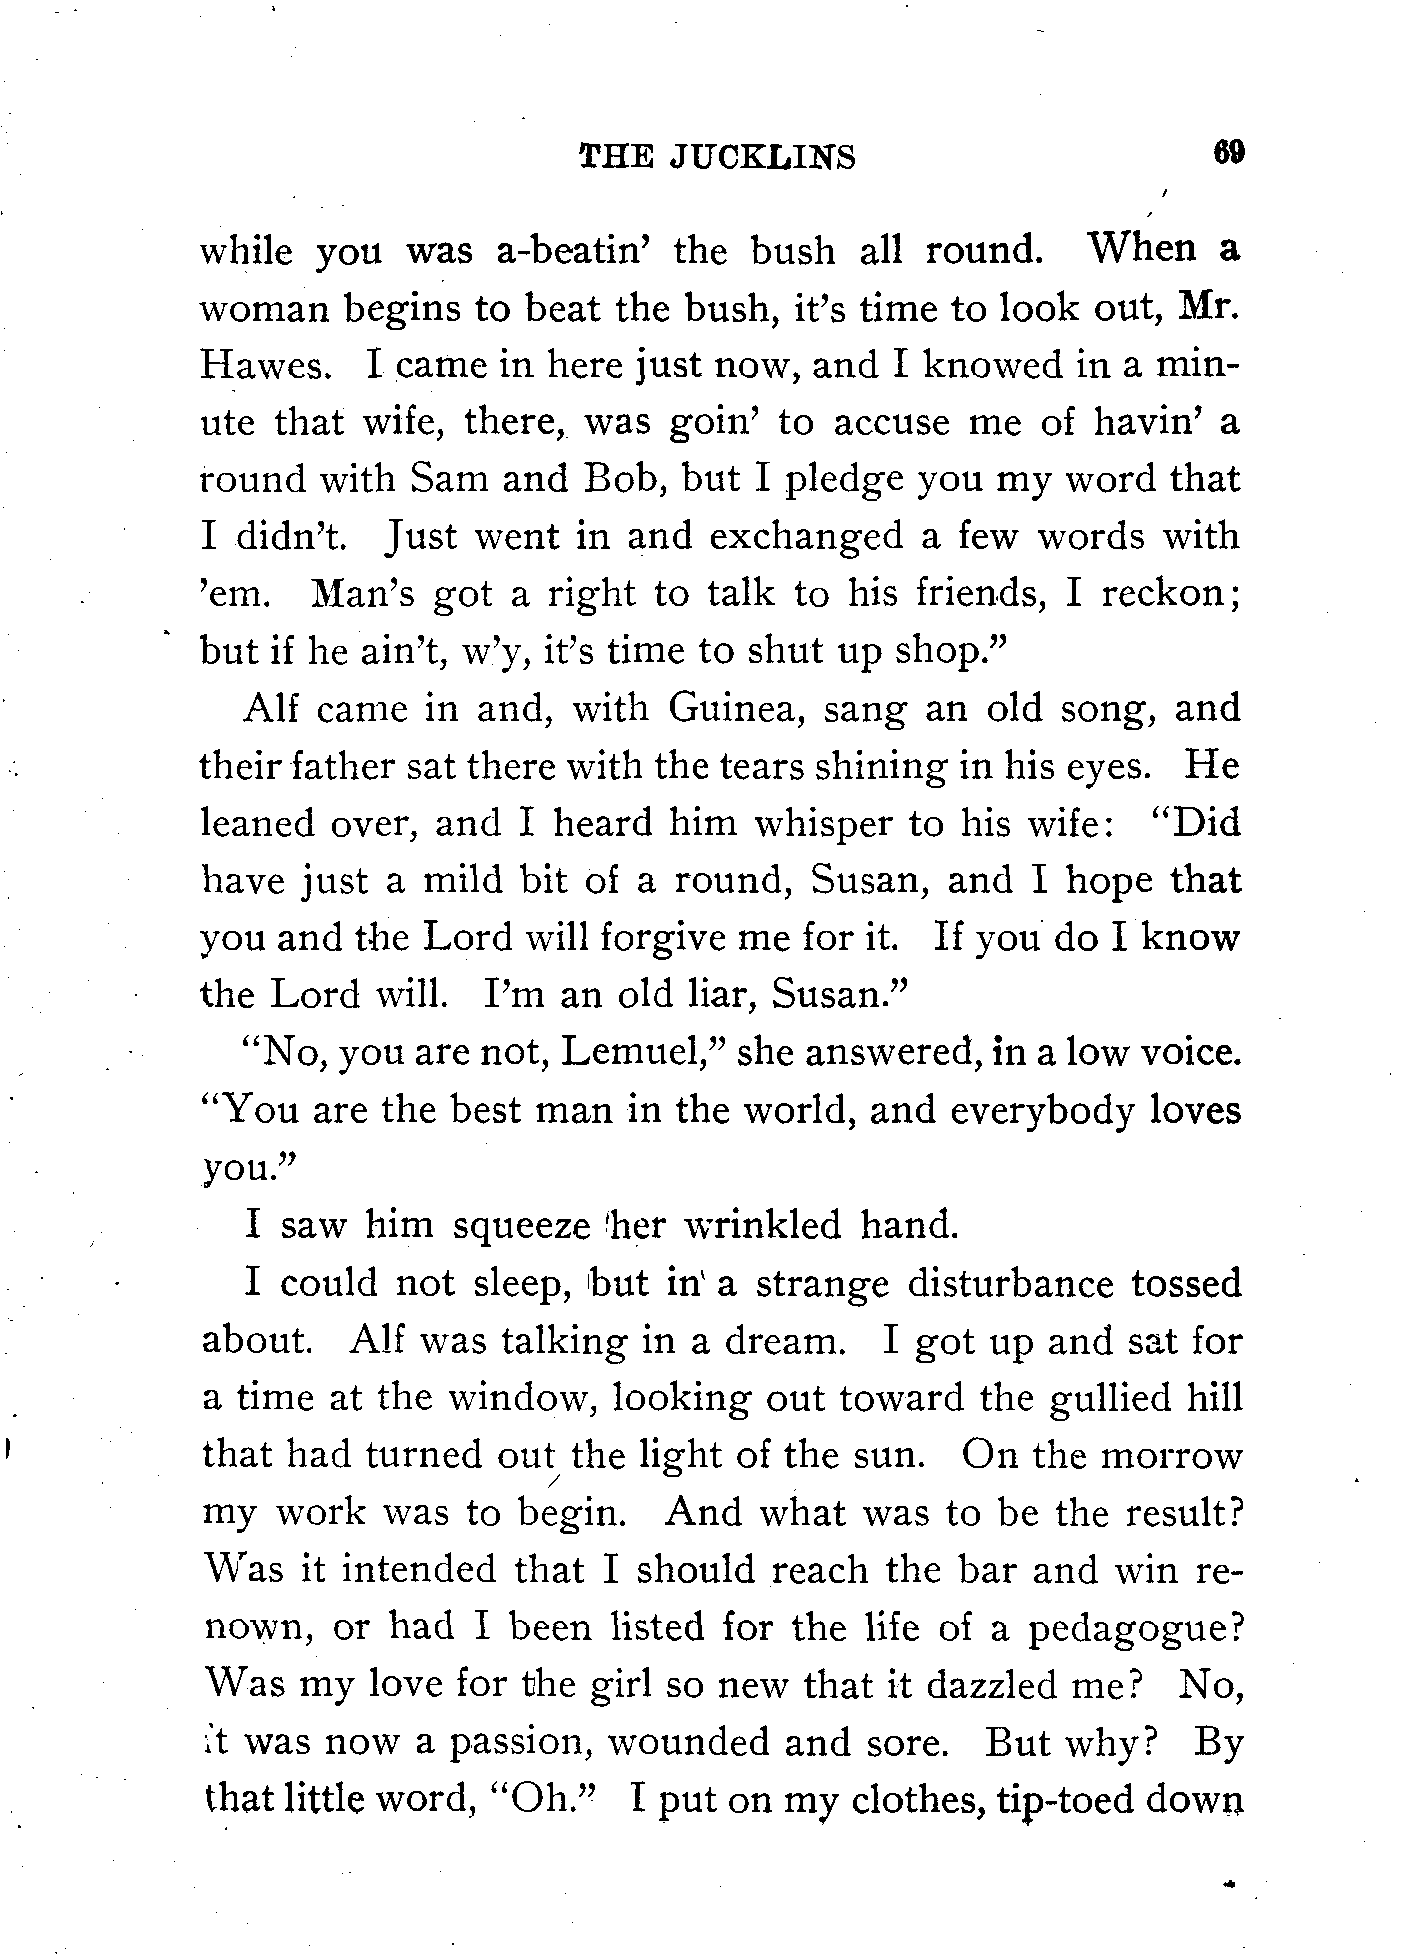 THE JUCKLINS 69
while you was a-beatin’ the bush all round. When a
woman begins to beat the bush, it’s time to look out, Mr.
Hawes. I came in here just now, and I knowed in a min-
ute that wife, there, was goin’ to accuse me of havin’ a
round with Sam and Bob, but I pledge you my word that
I didn’t. Just went in and exchanged a few words with
’em. Man’s got a right to talk to his friends, I reckon;
but if he ain’t, w’y, it’s time to shut up shop.”
Alf came in and, with Guinea, sang an old song, and
their father sat there with the tears shining in his eyes. He
leaned over, and I heard him whisper to his wife: “Did
have just a mild bit of a round, Susan, and I hope that
you and the Lord will forgive me for it. If you do I know
the Lord will. I’m an old liar, Susan.”
“No, you are not, Lemuel,” she answered, in a low voice.
“You are the best man in the world, and everybody loves
you.”
I saw him squeeze her wrinkled hand.
I could not sleep, but in a strange disturbance tossed
about. Alf was talking in a dream. I got up and sat for
a time at the window, looking out toward the gullied hill
that had turned out the light of the sun. On the morrow
my work was to begin. And what was to be the result?
Was it intended that I should reach the bar and win re-
nown, or had I been listed for the life of a pedagogue?
Was my love for the girl so new that it dazzled me? No,
it was now a passion, wounded and sore. But why? By
that little word, “Oh.” I put on my clothes, tip-toed down